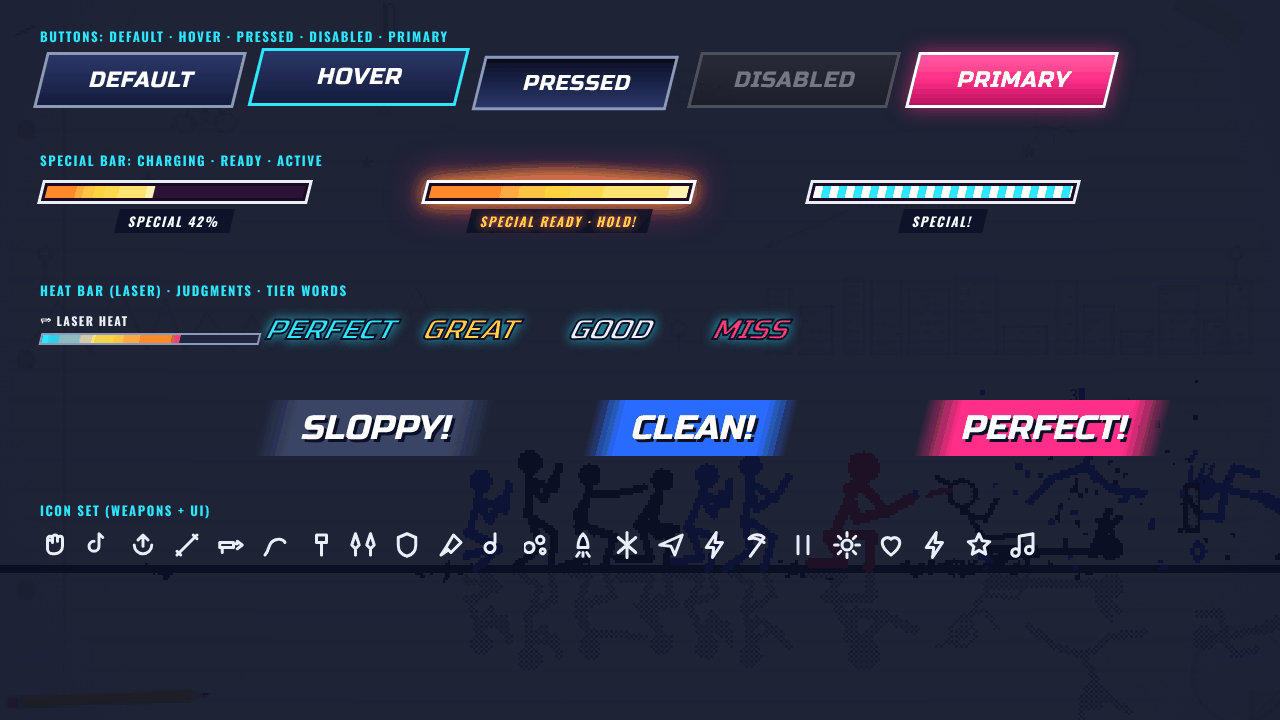 BUTTONS: DEFAULT · HOVER · PRESSED · DISABLED · PRIMARY
DEFAULT
HOVER
PRESSED
DISABLED
PRIMARY
SPECIAL BAR: CHARGING · READY · ACTIVE
SPECIAL 42%
SPECIAL READY · HOLD!
SPECIAL!
HEAT BAR (LASER) · JUDGMENTS · TIER WORDS
LASER HEAT
PERFECT
GREAT
GOOD
MISS
SLOPPY!
CLEAN!
PERFECT!
ICON SET (WEAPONS + UI)